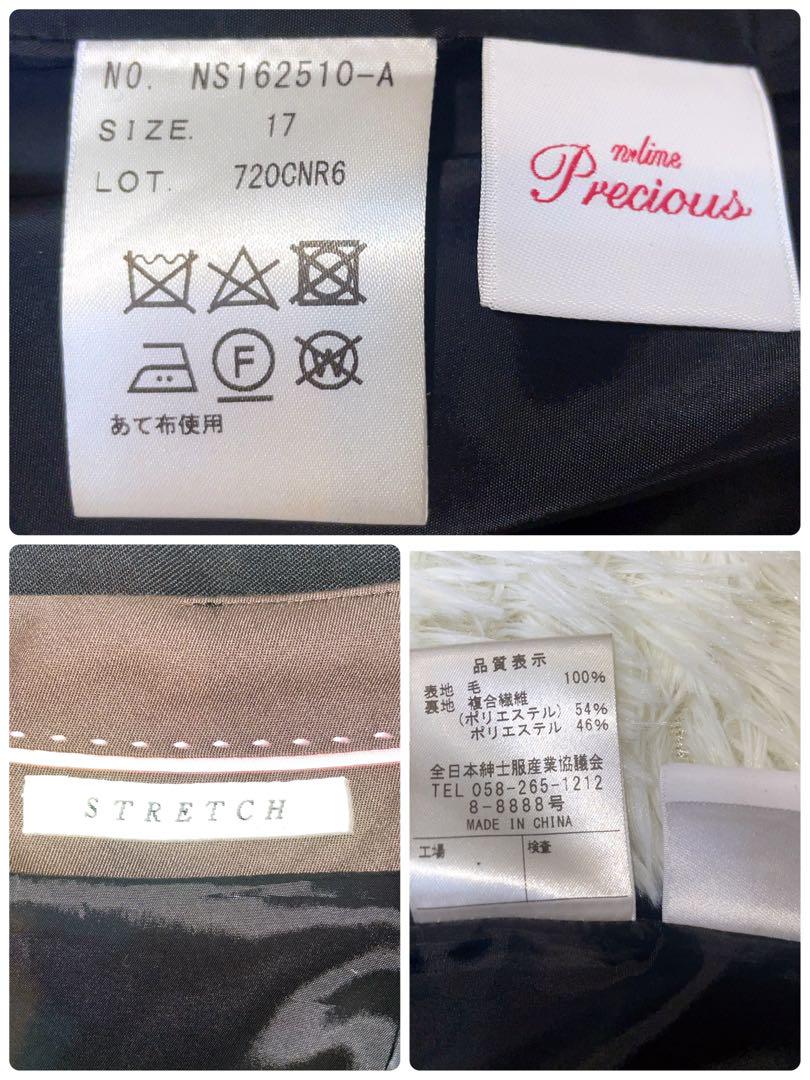 NO. NS162510-A
SIZE. 17
LOT. 720CNR6
F
W
あて布使用
n♥line
Precious
STRETCH
品質表示
表地 毛 100%
裏地 複合繊維
(ポリエステル) 54%
ポリエステル 46%
全日本紳士服産業協議会
TEL 058-265-1212
8-8888号
MADE IN CHINA
工場 検査